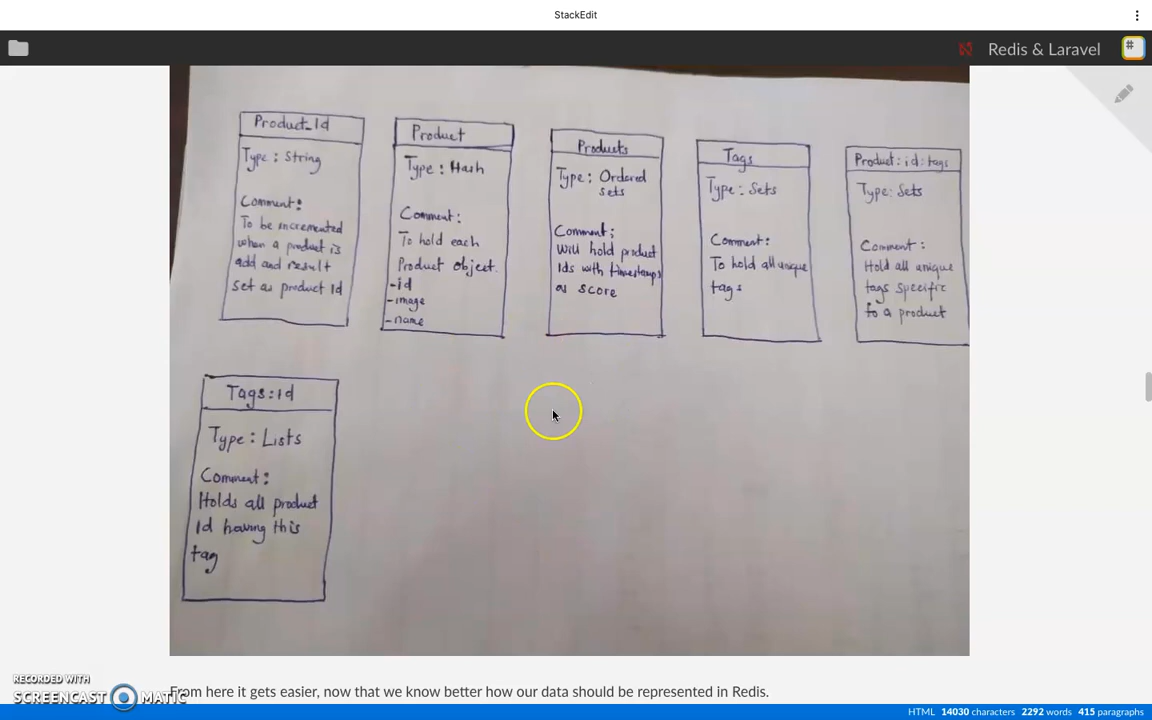 StackEdit
Redis & Laravel
#
Product_Id
Type : String
Comment:
To be incremented
when a product is
add and result
set as product Id
Product
Type : Hash
Comment:
To hold each
Product Object.
-id
-image
-name
Products
Type: Ordered
sets
Comment:
Will hold product
Ids with timestamps
as score
Tags
Type : Sets
Comment:
To hold all unique
tags
Product:id:tags
Type: Sets
Comment:
Hold all unique
tags specific
to a product
Tags:id
Type : Lists
Comment:
Holds all product
Id having this
tag
From here it gets easier, now that we know better how our data should be represented in Redis.
RECORDED WITH
SCREENCAST MATIC
HTML 14030 characters 2292 words 415 paragraphs